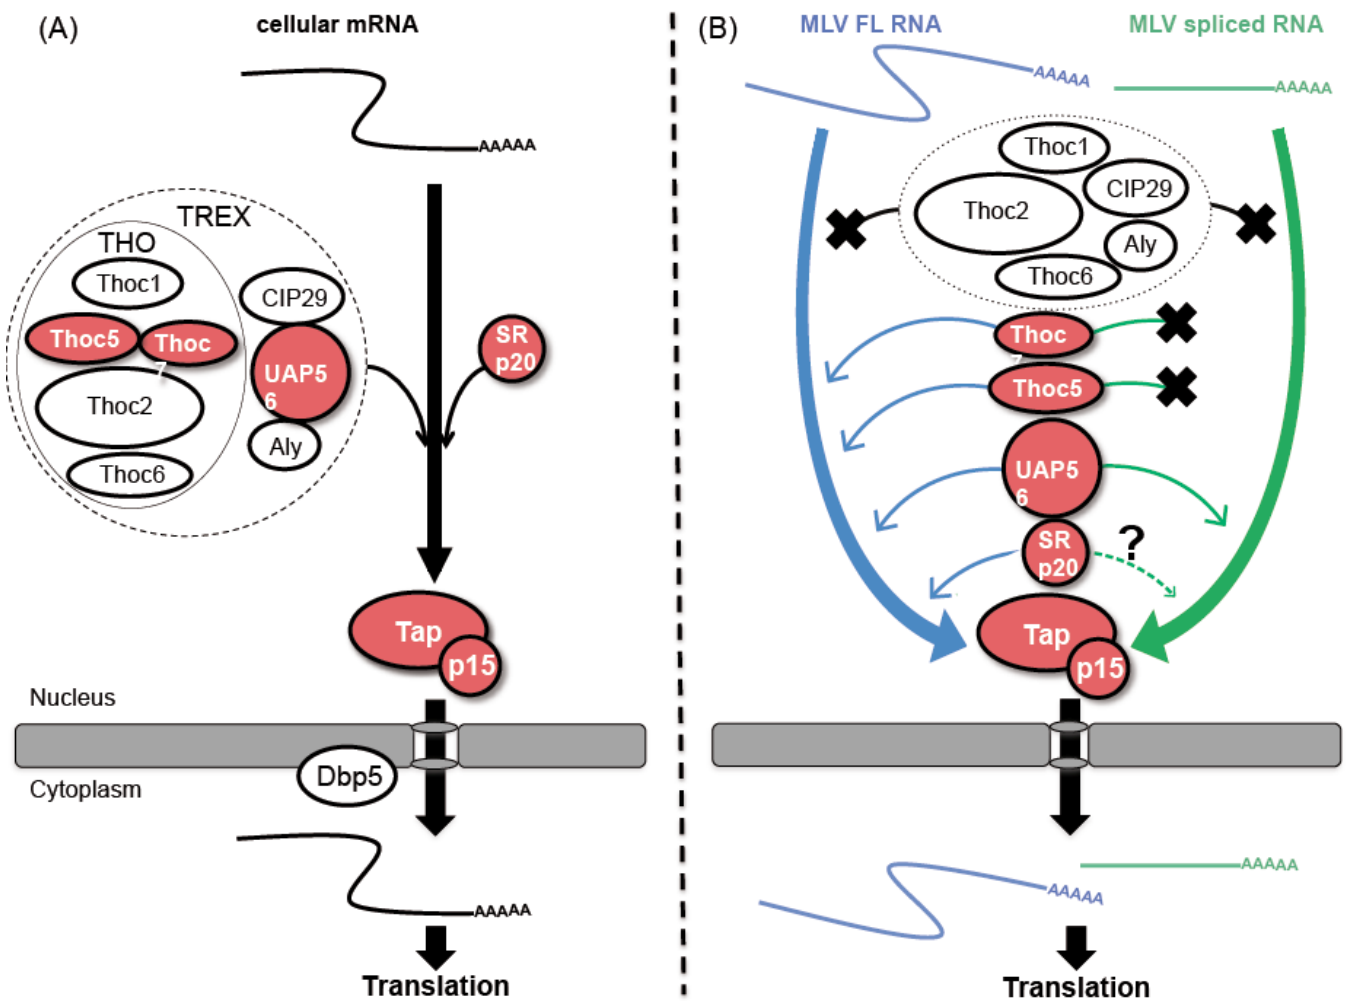 (A)
cellular mRNA
AAAAA
TREX
THO
Thoc1
Thoc5
Thoc
7
Thoc2
Thoc6
CIP29
UAP5
6
Aly
SR
p20
Tap
p15
Nucleus
Cytoplasm
Dbp5
AAAAA
Translation
(B)
MLV FL RNA
MLV spliced RNA
AAAAA
AAAAA
Thoc1
CIP29
Thoc2
Aly
Thoc6
Thoc
7
Thoc5
UAP5
6
SR
p20
?
Tap
p15
AAAAA
AAAAA
Translation